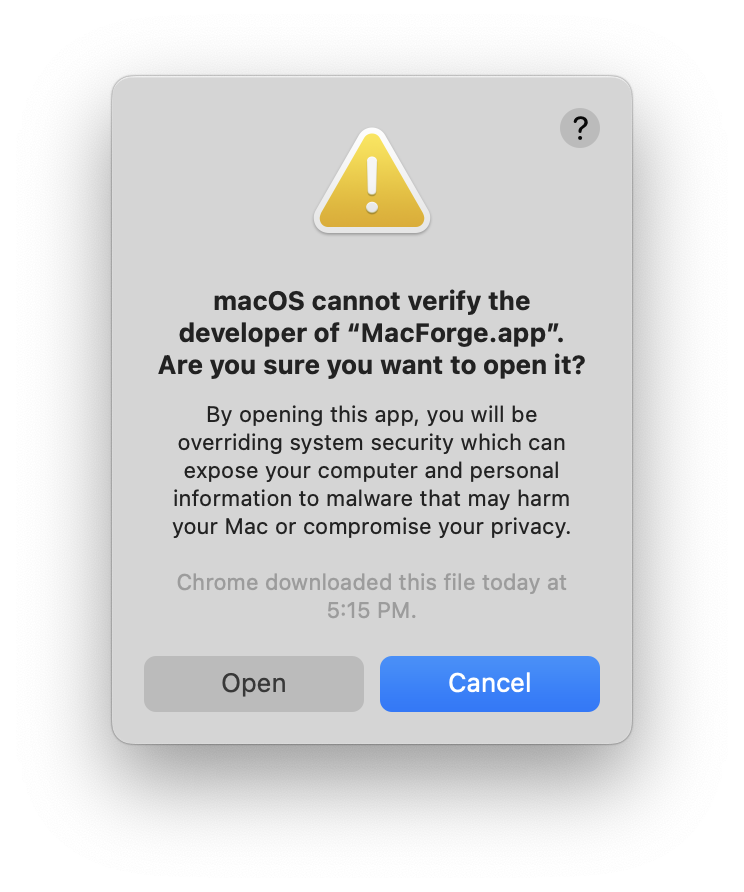 ?
macOS cannot verify the
developer of “MacForge.app”.
Are you sure you want to open it?
By opening this app, you will be
overriding system security which can
expose your computer and personal
information to malware that may harm
your Mac or compromise your privacy.
Chrome downloaded this file today at
5:15 PM.
Open
Cancel